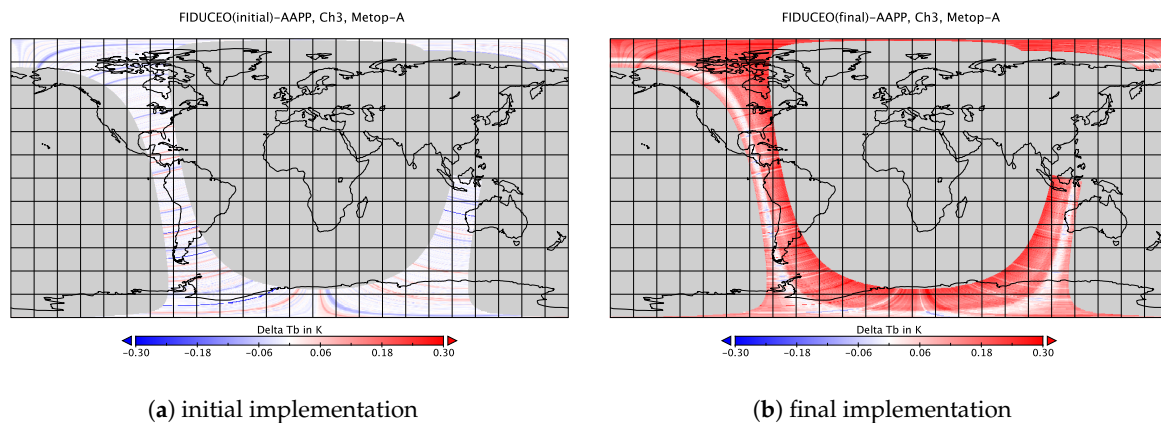 FIDUCEO(initial)-AAPP, Ch3, Metop-A
Delta Tb in K
−0.30 −0.18 −0.06 0.06 0.18 0.30
(a) initial implementation
FIDUCEO(final)-AAPP, Ch3, Metop-A
Delta Tb in K
−0.30 −0.18 −0.06 0.06 0.18 0.30
(b) final implementation